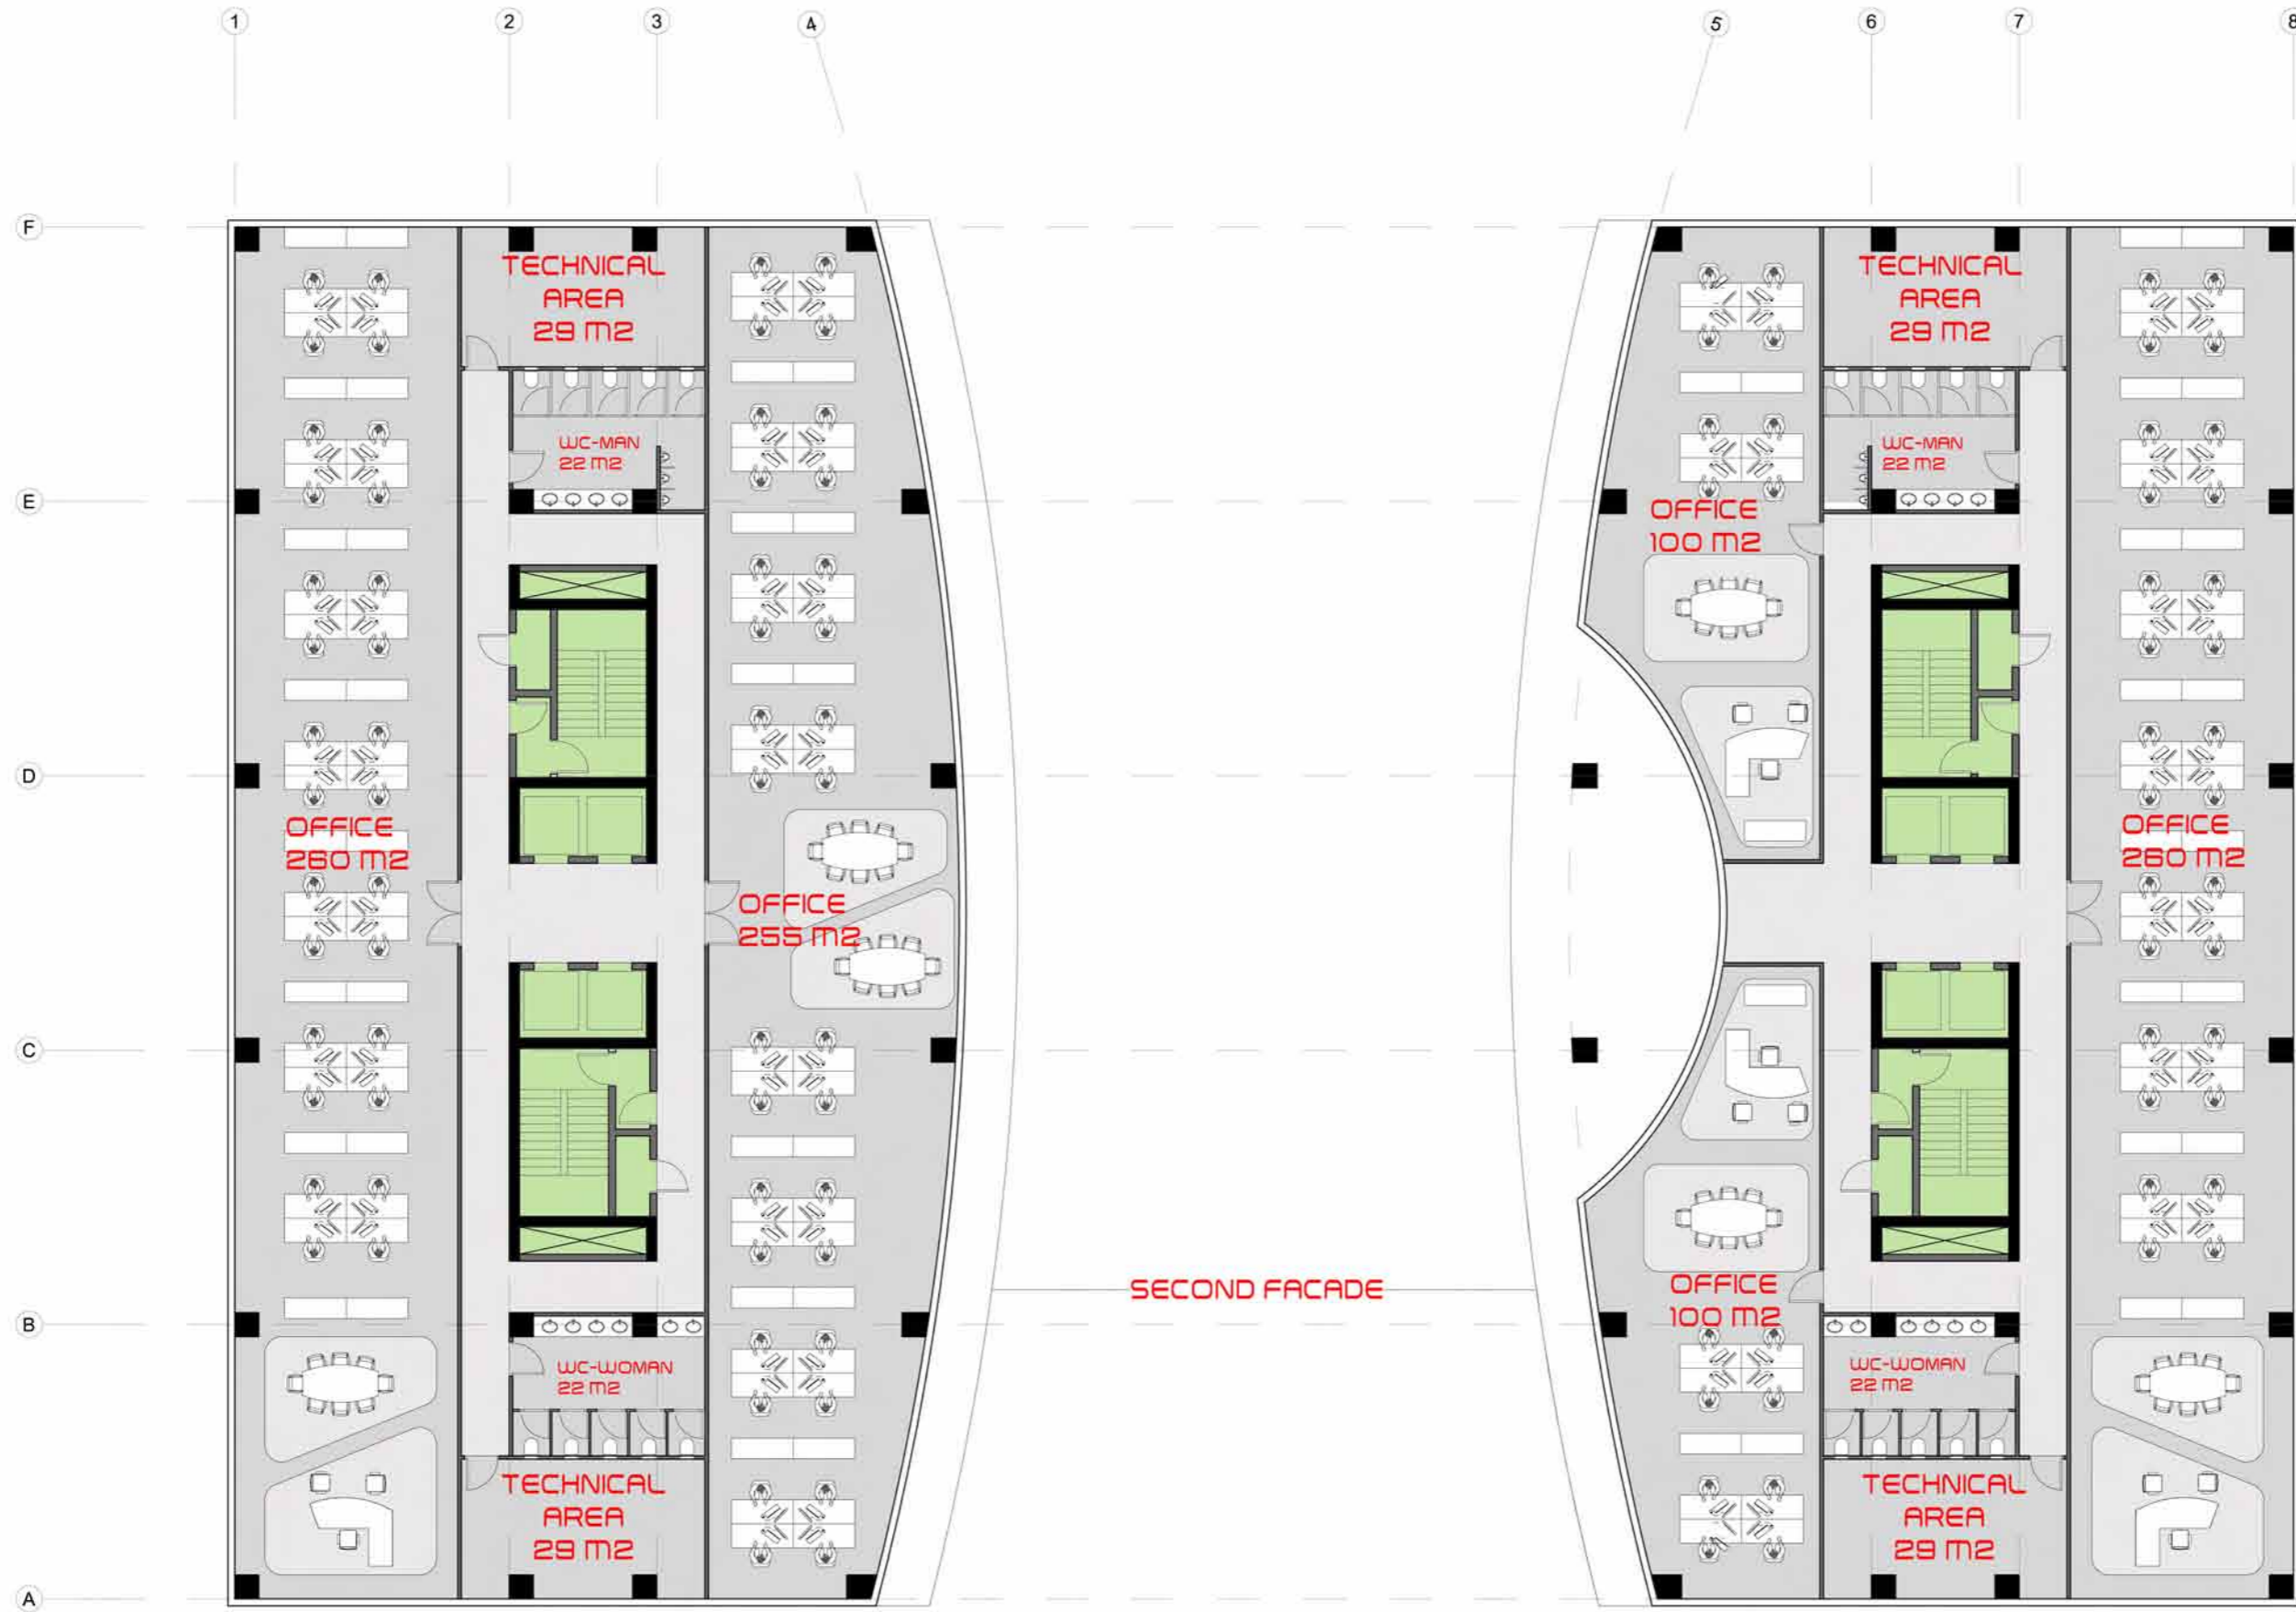 1
2
3
4
5
6
7
8
F
E
D
C
B
A
TECHNICAL
AREA
29 m2
WC-MAN
22 m2
OFFICE
260 m2
OFFICE
255 m2
WC-WOMAN
22 m2
TECHNICAL
AREA
29 m2
SECOND FACADE
TECHNICAL
AREA
29 m2
WC-MAN
22 m2
OFFICE
100 m2
OFFICE
260 m2
OFFICE
100 m2
WC-WOMAN
22 m2
TECHNICAL
AREA
29 m2